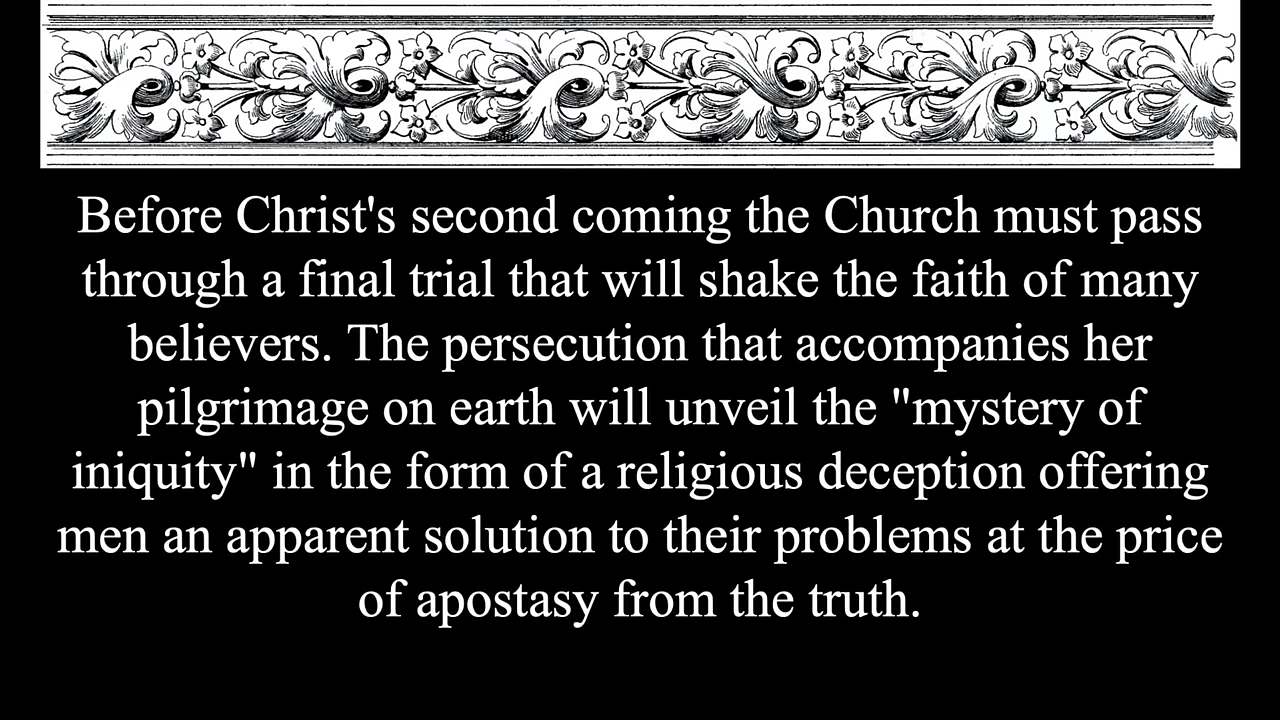 Before Christ's second coming the Church must pass
through a final trial that will shake the faith of many
believers. The persecution that accompanies her
pilgrimage on earth will unveil the "mystery of
iniquity" in the form of a religious deception offering
men an apparent solution to their problems at the price
of apostasy from the truth.